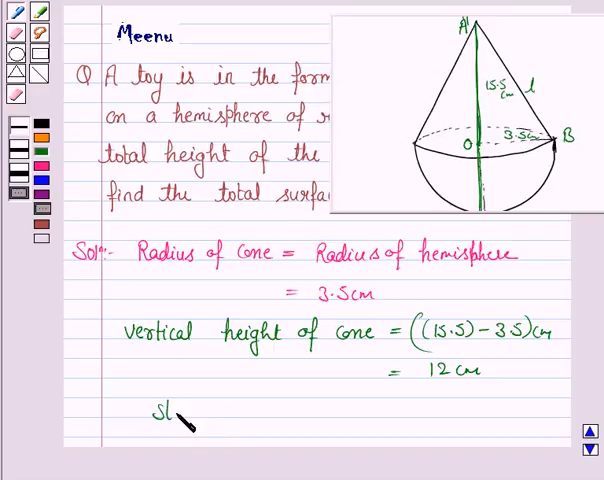 Meenu
Q A toy is in the form
on a hemisphere of
total height of the
find the total surfa
A
15.5 cm
l
3.5cm
O
B
Sol":- Radius of Cone = Radius of hemisphere
= 3.5cm
vertical height of cone = ((15.5) - 3.5)cm
= 12 cm
Sl